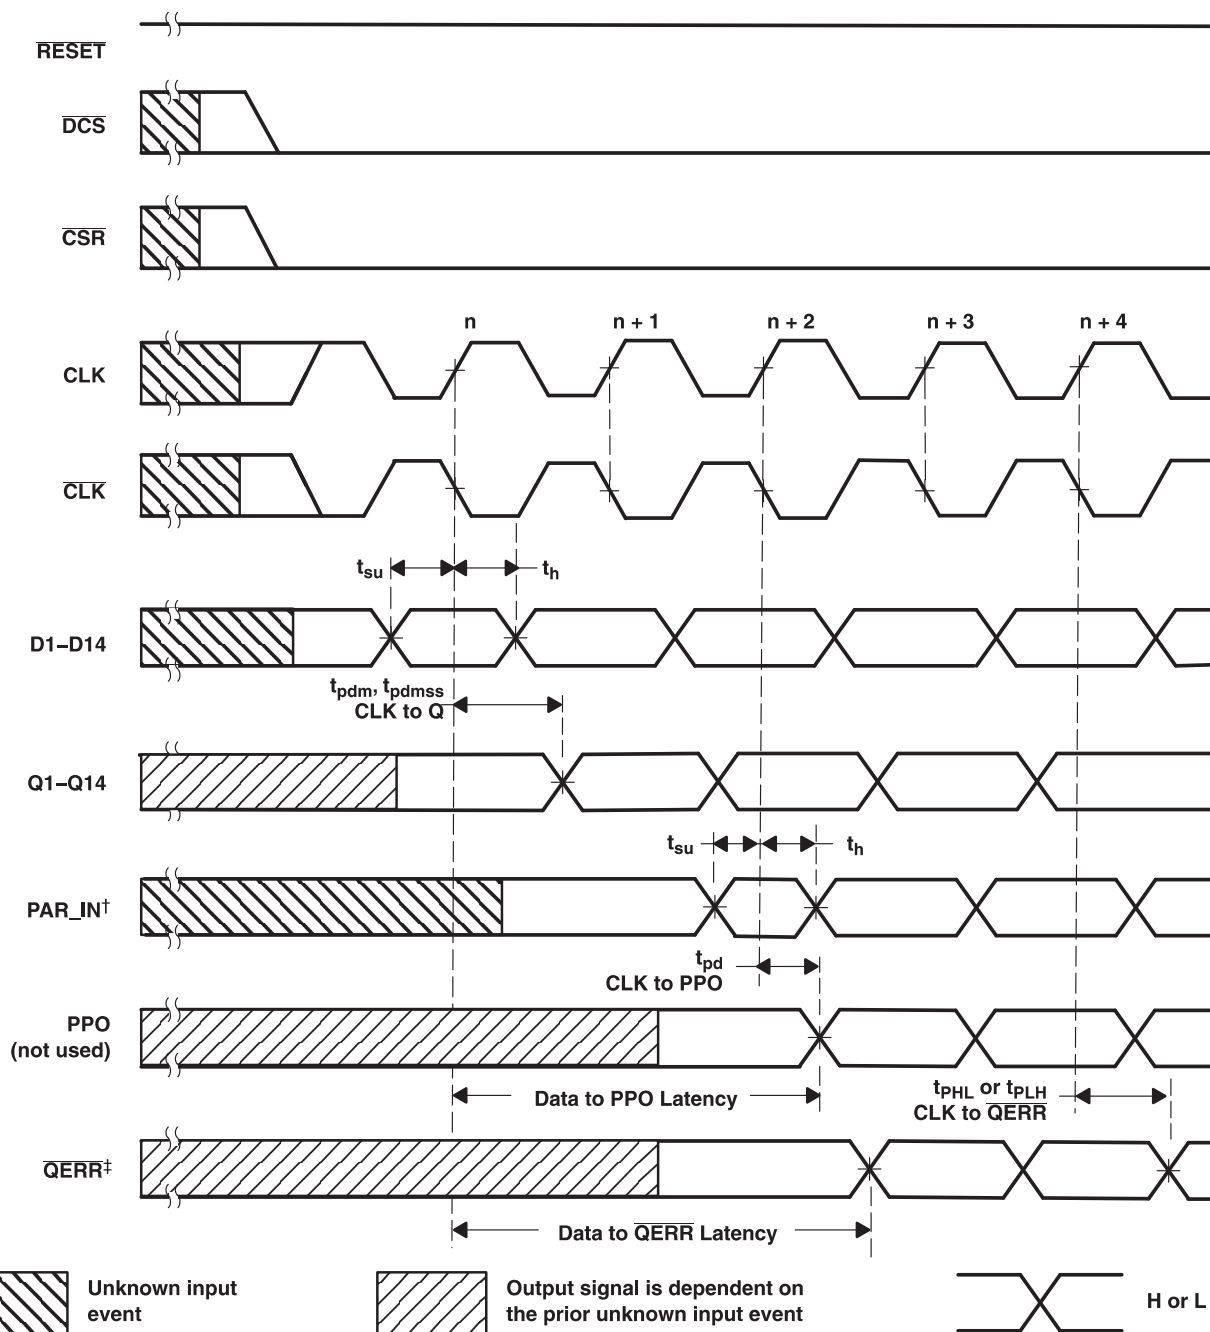 RESET
DCS
CSR
n n + 1 n + 2 n + 3 n + 4
CLK
CLK
tsu th
D1–D14
tpdm, tpdmss
CLK to Q
Q1–Q14
tsu th
PAR_IN†
tpd
CLK to PPO
PPO
(not used)
Data to PPO Latency
tPHL or tPLH
CLK to QERR
QERR‡
Data to QERR Latency
Unknown input
event
Output signal is dependent on
the prior unknown input event
H or L